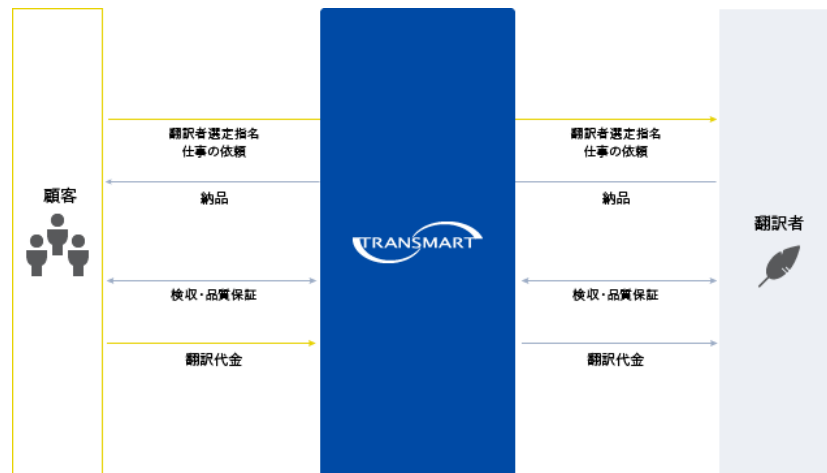 顧客
翻訳者選定指名
仕事の依頼
納品
検収・品質保証
翻訳代金
TRANSMART
翻訳者選定指名
仕事の依頼
納品
検収・品質保証
翻訳代金
翻訳者